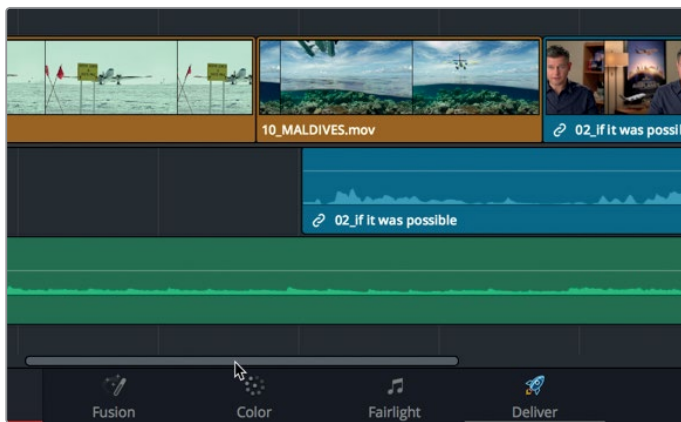 10_MALDIVES.mov
02_if it was possi
02_if it was possible
Fusion
Color
Fairlight
Deliver